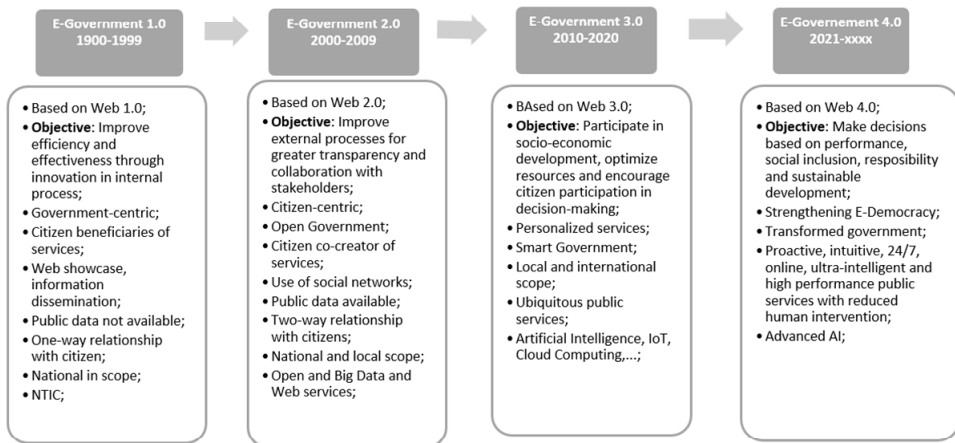 E-Government 1.0
1900-1999
• Based on Web 1.0;
• Objective: Improve
efficiency and
effectiveness through
innovation in internal
process;
• Government-centric;
• Citizen beneficiaries of
services;
• Web showcase,
information
dissemination;
• Public data not available;
• One-way relationship
with citizen;
• National in scope;
• NTIC;
E-Government 2.0
2000-2009
• Based on Web 2.0;
• Objective: Improve
external processes for
greater transparency and
collaboration with
stakeholders;
• Citizen-centric;
• Open Government;
• Citizen co-creator of
services;
• Use of social networks;
• Public data available;
• Two-way relationship
with citizens;
• National and local scope;
• Open and Big Data and
Web services;
E-Government 3.0
2010-2020
• BAsed on Web 3.0;
• Objective: Participate in
socio-economic
development, optimize
resources and encourage
citizen participation in
decision-making;
• Personalized services;
• Smart Government;
• Local and international
scope;
• Ubiquitous public
services;
• Artificial Intelligence, IoT,
Cloud Computing,...;
E-Governement 4.0
2021-xxxx
• Based on Web 4.0;
• Objective: Make decisions
based on performance,
social inclusion, resposibility
and sustainable
development;
• Strengthening E-Democracy;
• Transformed government;
• Proactive, intuitive, 24/7,
online, ultra-intelligent and
high performance public
services with reduced
human intervention;
• Advanced AI;